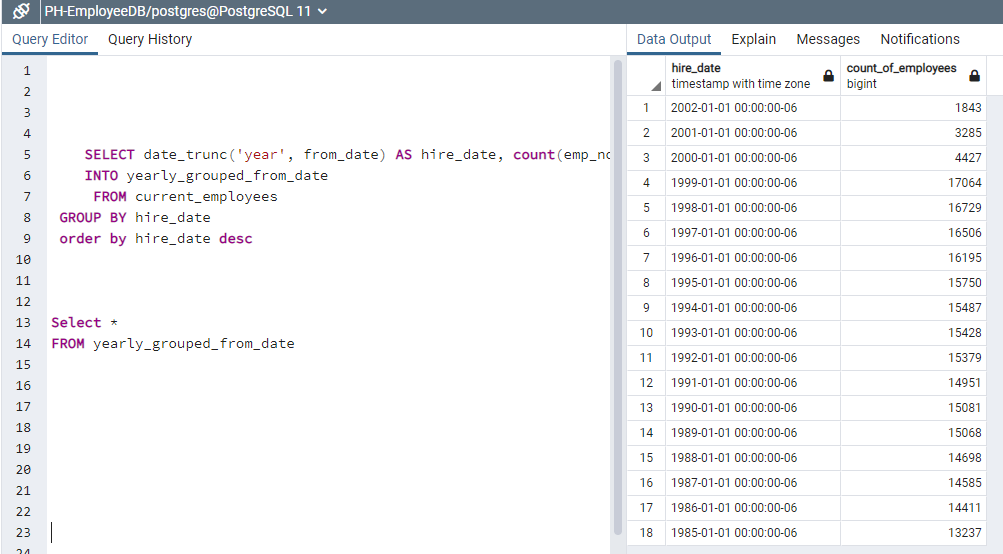 PH-EmployeeDB/postgres@PostgreSQL 11
Query Editor Query History
Data Output Explain Messages Notifications
1
2
3
4
5 SELECT date_trunc('year', from_date) AS hire_date, count(emp_no
6 INTO yearly_grouped_from_date
7 FROM current_employees
8 GROUP BY hire_date
9 order by hire_date desc
10
11
12
13 Select *
14 FROM yearly_grouped_from_date
15
16
17
18
19
20
21
22
23
24
hire_date count_of_employees
timestamp with time zone bigint
1 2002-01-01 00:00:00-06 1843
2 2001-01-01 00:00:00-06 3285
3 2000-01-01 00:00:00-06 4427
4 1999-01-01 00:00:00-06 17064
5 1998-01-01 00:00:00-06 16729
6 1997-01-01 00:00:00-06 16506
7 1996-01-01 00:00:00-06 16195
8 1995-01-01 00:00:00-06 15750
9 1994-01-01 00:00:00-06 15487
10 1993-01-01 00:00:00-06 15428
11 1992-01-01 00:00:00-06 15379
12 1991-01-01 00:00:00-06 14951
13 1990-01-01 00:00:00-06 15081
14 1989-01-01 00:00:00-06 15068
15 1988-01-01 00:00:00-06 14698
16 1987-01-01 00:00:00-06 14585
17 1986-01-01 00:00:00-06 14411
18 1985-01-01 00:00:00-06 13237